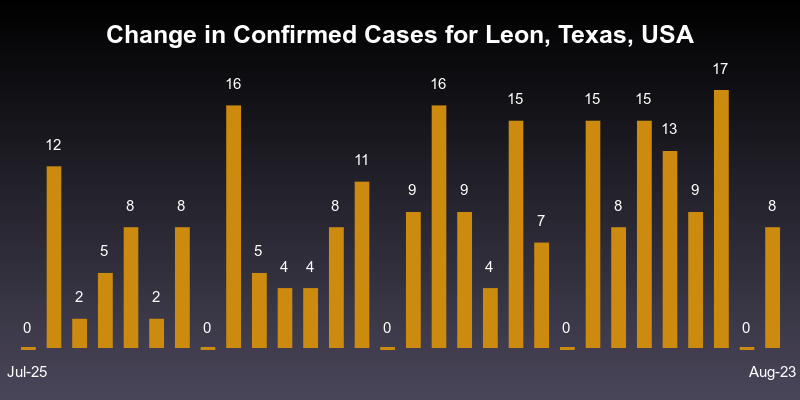 Change in Confirmed Cases for Leon, Texas, USA
0 12 2 5 8 2 8 0 16 5 4 4 8 11 0 9 16 9 4 15 7 0 15 8 15 13 9 17 0 8
Jul-25 Aug-23